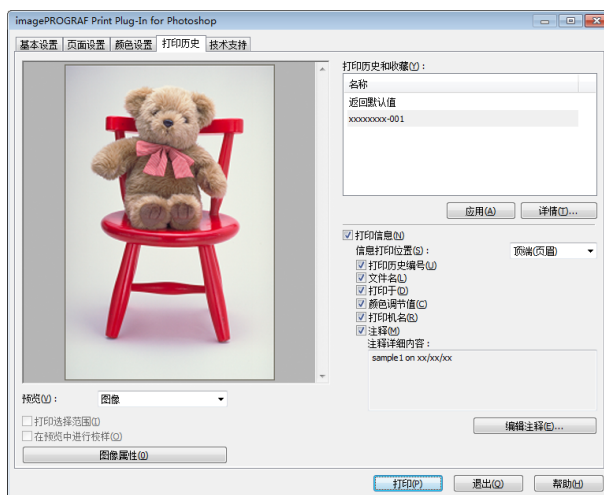 imagePROGRAF Print Plug-In for Photoshop
基本设置 页面设置 颜色设置 打印历史 技术支持
打印历史和收藏(Y)：
名称
返回默认值
xxxxxxxx-001
应用(A) 详情(T)...
打印信息(N)
信息打印位置(S)： 顶端(页眉)
打印历史编号(U)
文件名(L)
打印于(D)
颜色调节值(C)
打印机名(R)
注释(M)
注释详细内容：
sample1 on xx/xx/xx
预览(V)： 图像
打印选择范围(I)
在预览中进行校样(O)
编辑注释(E)...
图像属性(J)
打印(P) 退出(Q) 帮助(H)